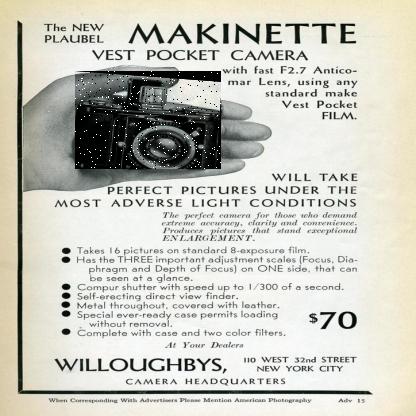 The NEW PLAUBEL MAKINETTE
VEST POCKET CAMERA
with fast F2.7 Antico-
mar Lens, using any
standard make
Vest Pocket
FILM.
WILL TAKE
PERFECT PICTURES UNDER THE
MOST ADVERSE LIGHT CONDITIONS
The perfect camera for those who demand
extreme accuracy, clarity and convenience.
Produces pictures that stand exceptional
ENLARGEMENT.
● Takes 16 pictures on standard 8-exposure film.
● Has the THREE important adjustment scales (Focus, Dia-
phragm and Depth of Focus) on ONE side, that can
be seen at a glance.
● Compur shutter with speed up to 1/300 of a second.
● Self-erecting direct view finder.
● Metal throughout, covered with leather.
● Special ever-ready case permits loading
without removal.
● Complete with case and two color filters.
$70
At Your Dealers
WILLOUGHBYS, 110 WEST 32nd STREET
NEW YORK CITY
CAMERA HEADQUARTERS
When Corresponding With Advertisers Please Mention American Photography Adv 15